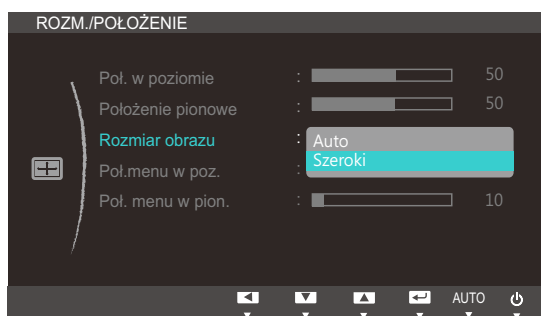 ROZM./POŁOŻENIE
Poł. w poziomie : 50
Położenie pionowe : 50
Rozmiar obrazu : Auto
Szeroki
Poł.menu w poz. :
Poł. menu w pion. : 10
AUTO